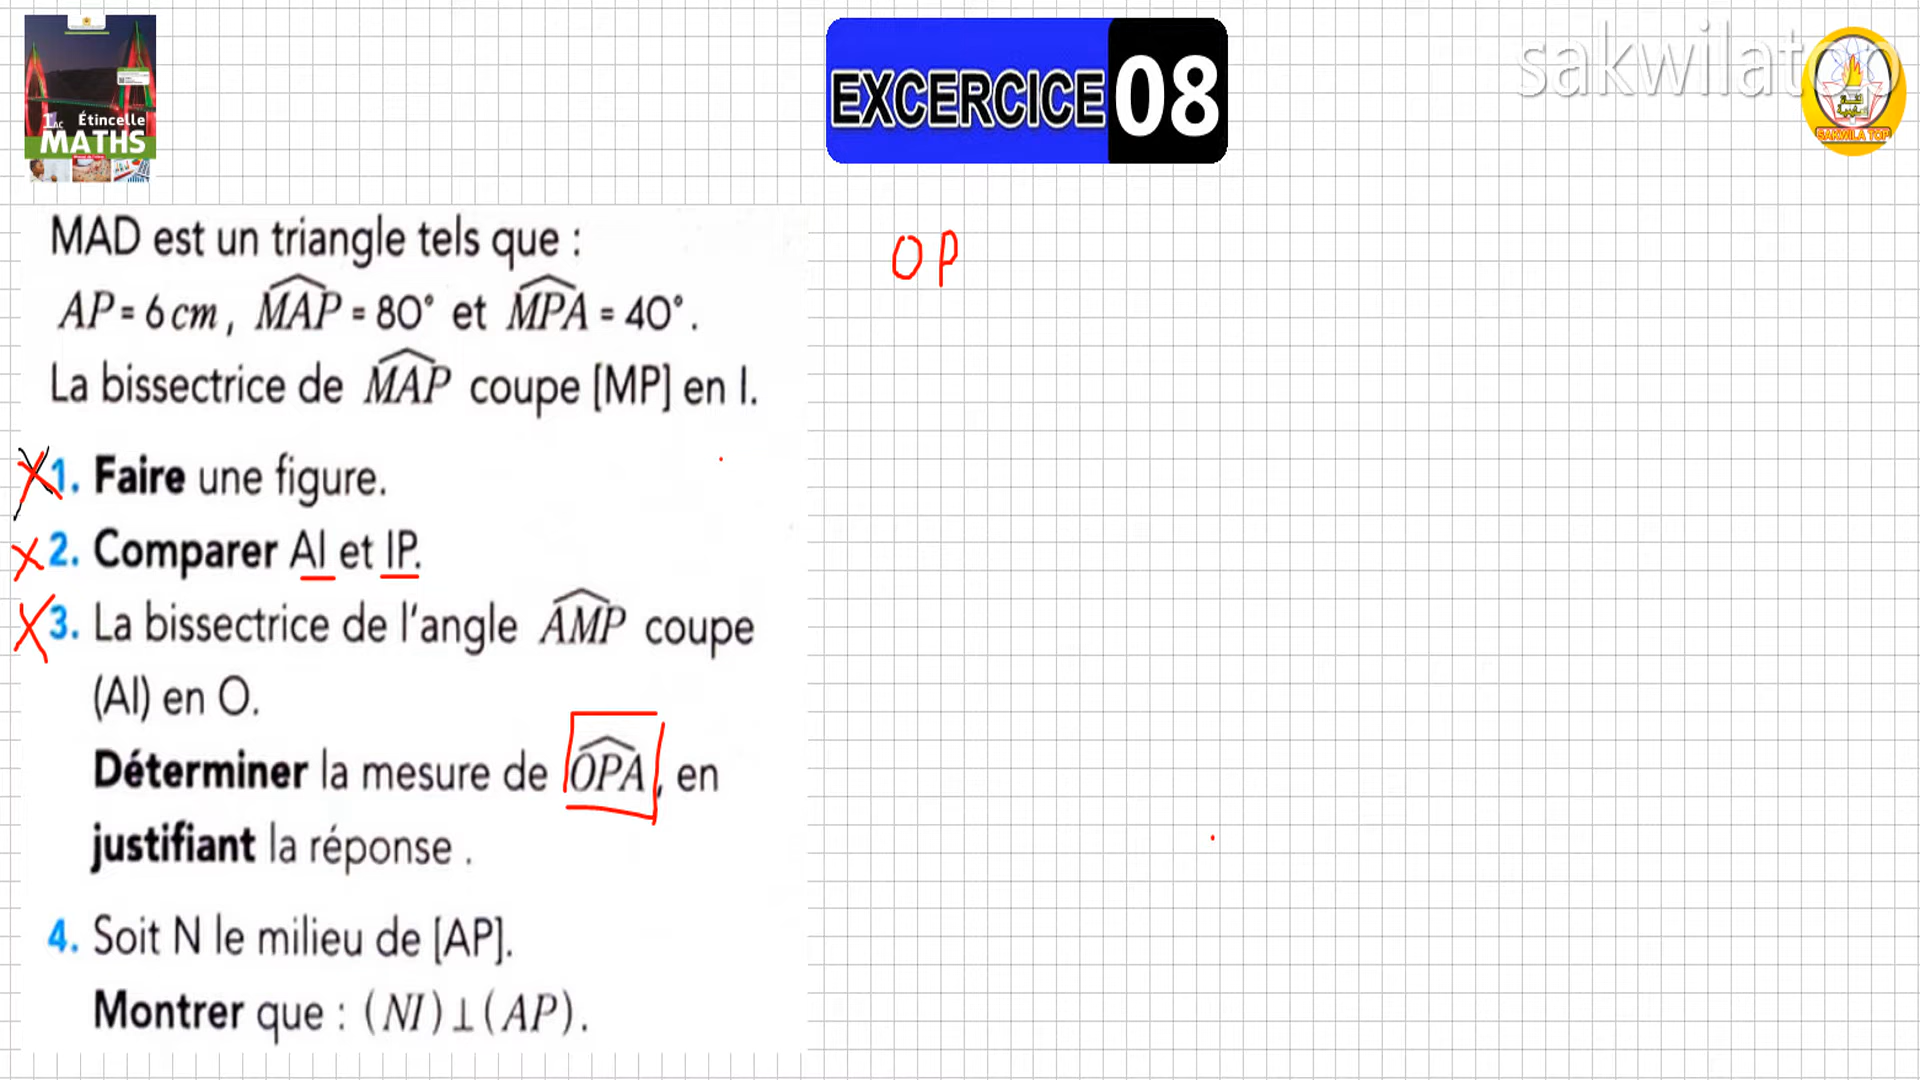 1AC Étincelle
MATHS
EXCERCICE 08
sakwilatop
SAKWILA TOP
MAD est un triangle tels que :
AP = 6 cm, MAP = 80° et MPA = 40°.
La bissectrice de MAP coupe [MP] en I.
1. Faire une figure.
2. Comparer AI et IP.
3. La bissectrice de l'angle AMP coupe
(AI) en O.
Déterminer la mesure de OPA, en
justifiant la réponse .
4. Soit N le milieu de [AP].
Montrer que : (NI)⊥(AP).
OP